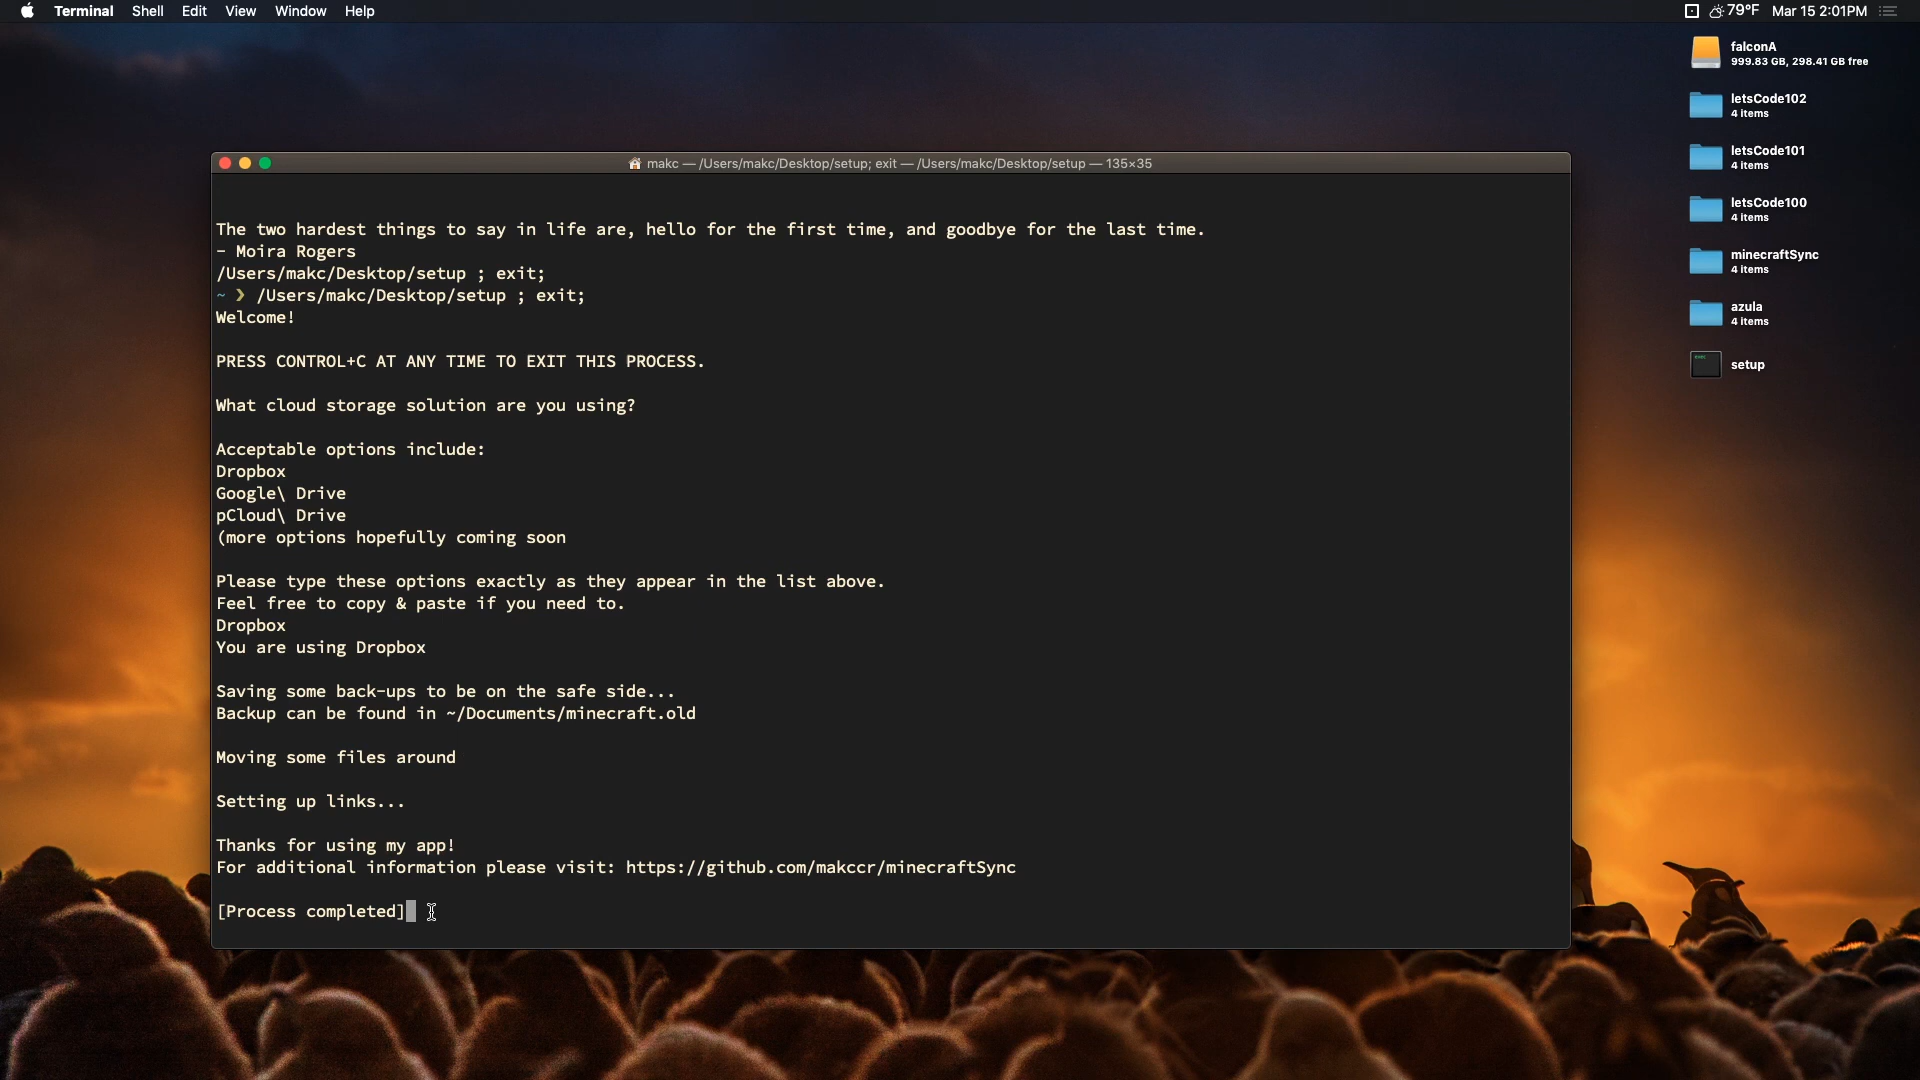 Terminal Shell Edit View Window Help
79°F Mar 15 2:01PM
falconA
999.83 GB, 298.41 GB free
letsCode102
4 items
letsCode101
4 items
letsCode100
4 items
minecraftSync
4 items
azula
4 items
exec
setup
makc — /Users/makc/Desktop/setup; exit — /Users/makc/Desktop/setup — 135×35
The two hardest things to say in life are, hello for the first time, and goodbye for the last time.
- Moira Rogers
/Users/makc/Desktop/setup ; exit;
~ ❯ /Users/makc/Desktop/setup ; exit;
Welcome!
PRESS CONTROL+C AT ANY TIME TO EXIT THIS PROCESS.
What cloud storage solution are you using?
Acceptable options include:
Dropbox
Google\ Drive
pCloud\ Drive
(more options hopefully coming soon
Please type these options exactly as they appear in the list above.
Feel free to copy & paste if you need to.
Dropbox
You are using Dropbox
Saving some back-ups to be on the safe side...
Backup can be found in ~/Documents/minecraft.old
Moving some files around
Setting up links...
Thanks for using my app!
For additional information please visit: https://github.com/makccr/minecraftSync
[Process completed]